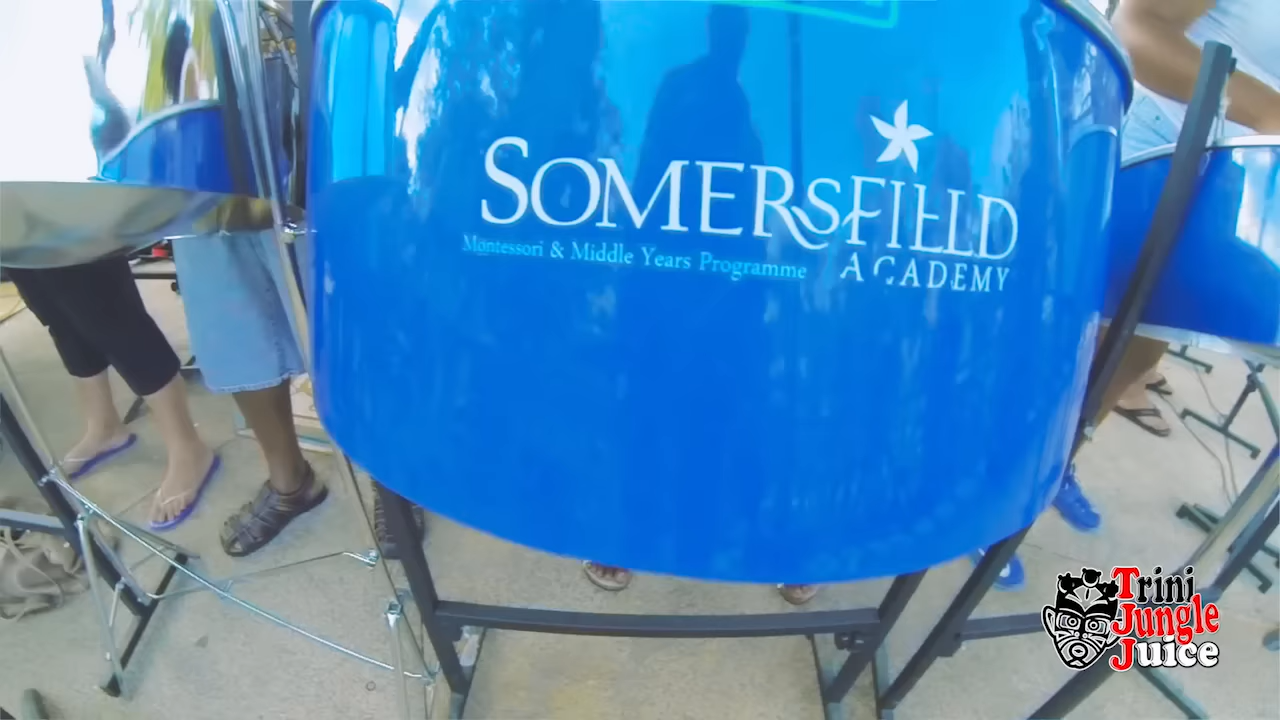 SOMERSFIELD
Montessori & Middle Years Programme ACADEMY
Trini
Jungle
Juice